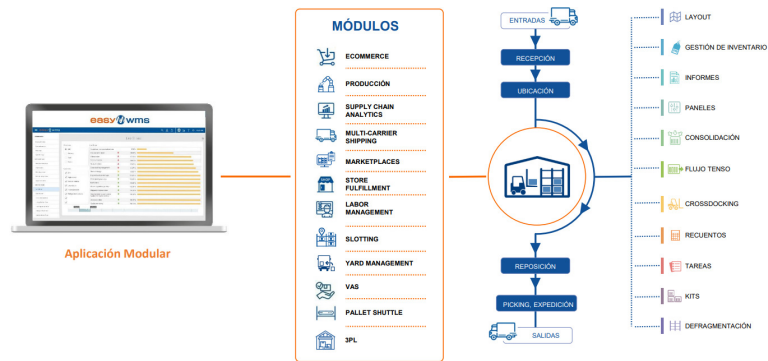 easy wms
Aplicación Modular
MÓDULOS
ECOMMERCE
PRODUCCIÓN
SUPPLY CHAIN
ANALYTICS
MULTI-CARRIER
SHIPPING
MARKETPLACES
STORE
FULFILLMENT
LABOR
MANAGEMENT
SLOTTING
YARD MANAGEMENT
VAS
PALLET SHUTTLE
3PL
ENTRADAS
RECEPCIÓN
UBICACIÓN
REPOSICIÓN
PICKING, EXPEDICIÓN
SALIDAS
LAYOUT
GESTIÓN DE INVENTARIO
INFORMES
PANELES
CONSOLIDACIÓN
FLUJO TENSO
CROSSDOCKING
RECUENTOS
TAREAS
KITS
DEFRAGMENTACIÓN